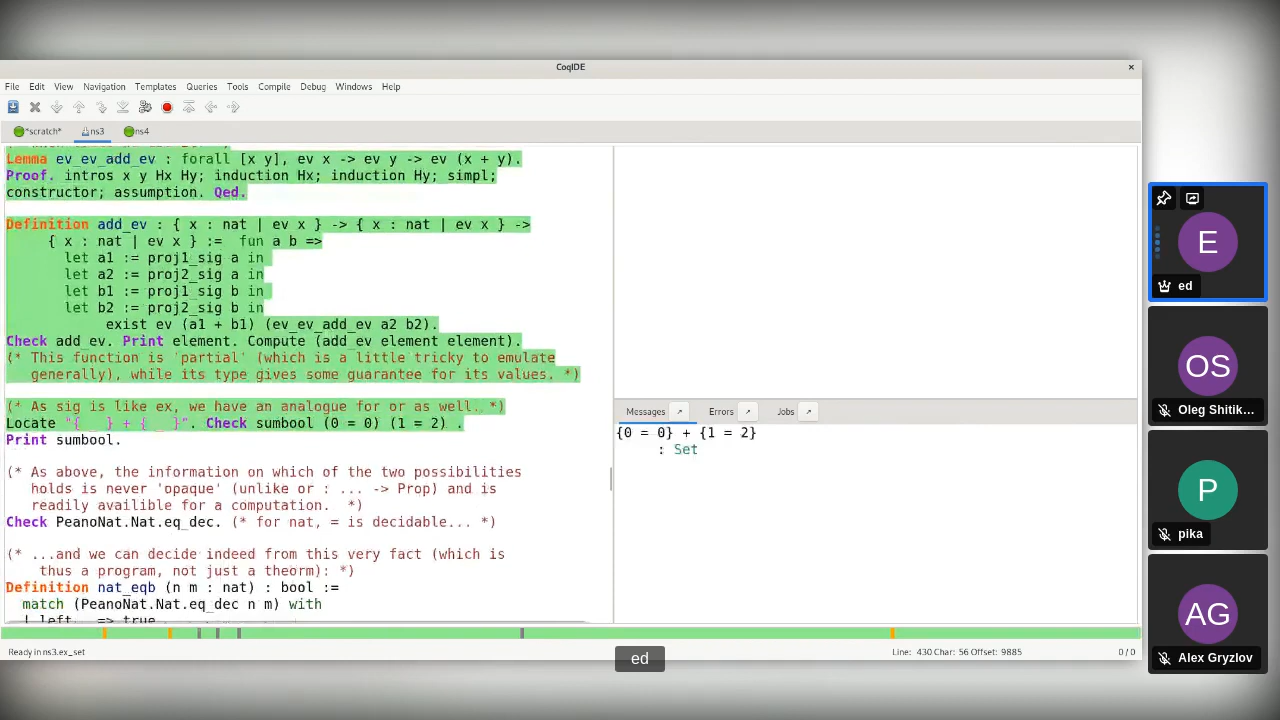 CoqIDE
×
File Edit View Navigation Templates Queries Tools Compile Debug Windows Help
*scratch* ns3 ns4
Lemma ev_ev_add_ev : forall [x y], ev x -> ev y -> ev (x + y).
Proof. intros x y Hx Hy; induction Hx; induction Hy; simpl;
constructor; assumption. Qed.
Definition add_ev : { x : nat | ev x } -> { x : nat | ev x } ->
{ x : nat | ev x } := fun a b =>
let a1 := proj1_sig a in
let a2 := proj2_sig a in
let b1 := proj1_sig b in
let b2 := proj2_sig b in
exist ev (a1 + b1) (ev_ev_add_ev a2 b2).
Check add_ev. Print element. Compute (add_ev element element).
(* This function is 'partial' (which is a little tricky to emulate
generally), while its type gives some guarantee for its values. *)
(* As sig is like ex, we have an analogue for or as well. *)
Locate "{ _ } + { _ }". Check sumbool (0 = 0) (1 = 2) .
Print sumbool.
(* As above, the information on which of the two possibilities
holds is never 'opaque' (unlike or : ... -> Prop) and is
readily availible for a computation. *)
Check PeanoNat.Nat.eq_dec. (* for nat, = is decidable... *)
(* ...and we can decide indeed from this very fact (which is
thus a program, not just a theorm): *)
Definition nat_eqb (n m : nat) : bool :=
match (PeanoNat.Nat.eq_dec n m) with
| left _ => true
Messages Errors Jobs
{0 = 0} + {1 = 2}
: Set
Ready in ns3.ex_set
Line: 430 Char: 56 Offset: 9885
0 / 0
ed
E
ed
OS
Oleg Shitik...
P
pika
AG
Alex Gryzlov